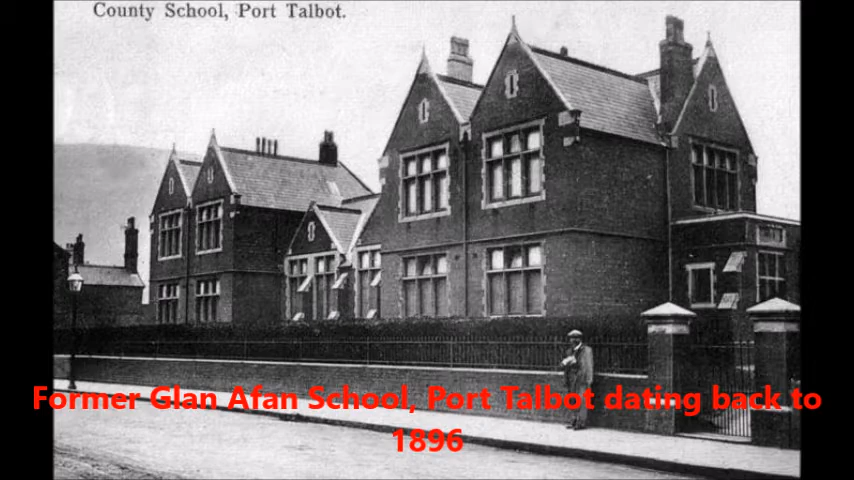 County School, Port Talbot.
Former Glan Afan School, Port Talbot dating back to
1896